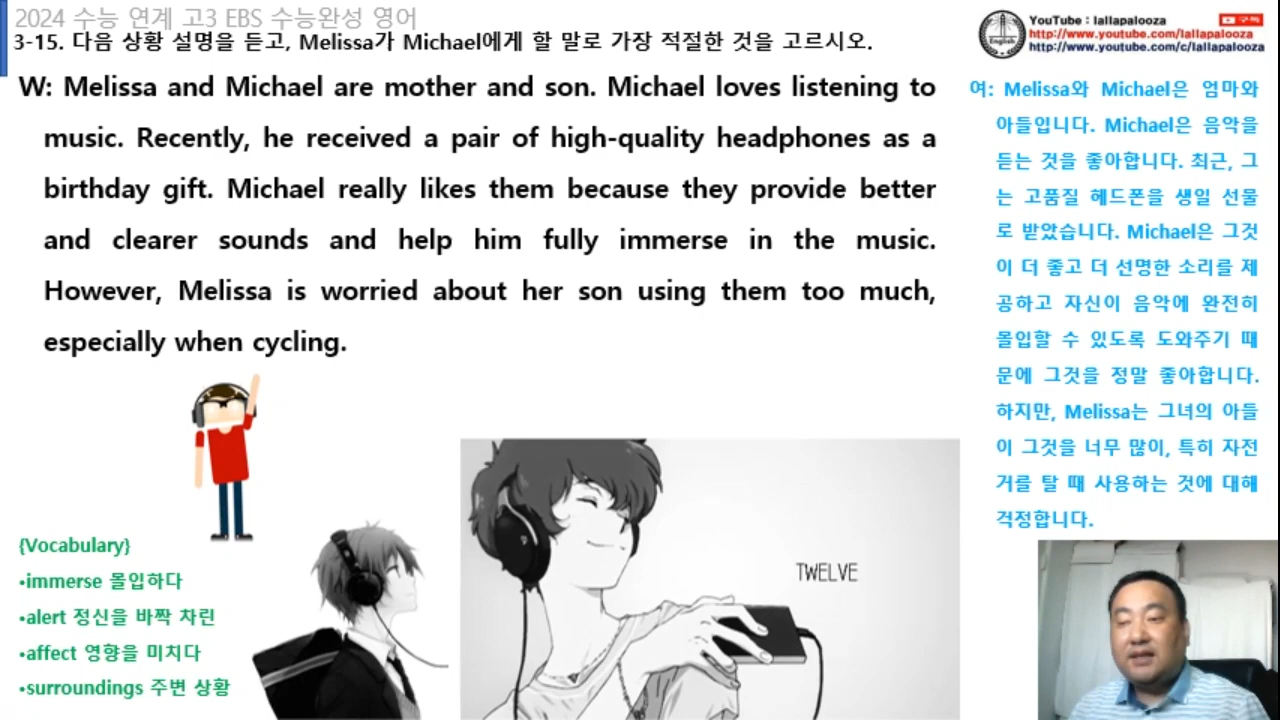 2024 수능 연계 고3 EBS 수능완성 영어
3-15. 다음 상황 설명을 듣고, Melissa가 Michael에게 할 말로 가장 적절한 것을 고르시오.
English
YouTube : lallapalooza
구독
http://www.youtube.com/lallapalooza
http://www.youtube.com/c/lallapalooza
W: Melissa and Michael are mother and son. Michael loves listening to
music. Recently, he received a pair of high-quality headphones as a
birthday gift. Michael really likes them because they provide better
and clearer sounds and help him fully immerse in the music.
However, Melissa is worried about her son using them too much,
especially when cycling.
여: Melissa와 Michael은 엄마와
아들입니다. Michael은 음악을
듣는 것을 좋아합니다. 최근, 그
는 고품질 헤드폰을 생일 선물
로 받았습니다. Michael은 그것
이 더 좋고 더 선명한 소리를 제
공하고 자신이 음악에 완전히
몰입할 수 있도록 도와주기 때
문에 그것을 정말 좋아합니다.
하지만, Melissa는 그녀의 아들
이 그것을 너무 많이, 특히 자전
거를 탈 때 사용하는 것에 대해
걱정합니다.
{Vocabulary}
•immerse 몰입하다
•alert 정신을 바짝 차린
•affect 영향을 미치다
•surroundings 주변 상황
TWELVE